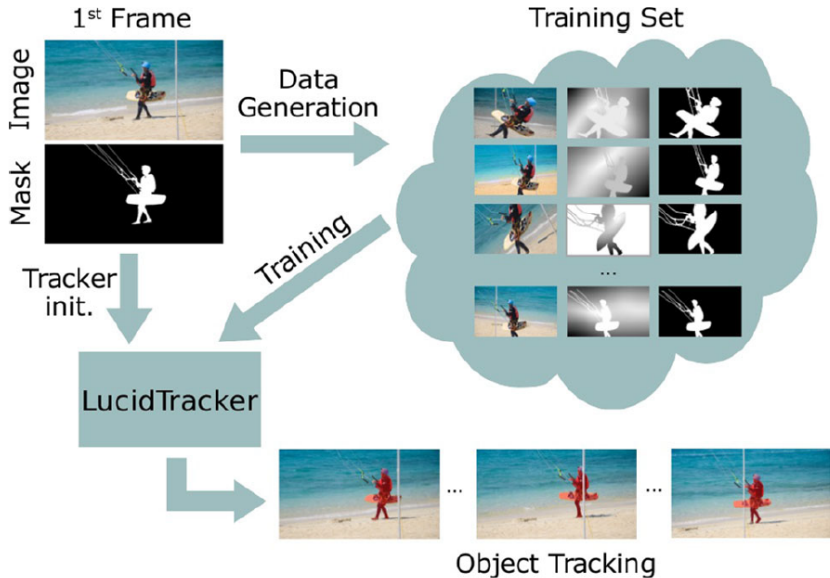 1st Frame
Training Set
Image
Data
Generation
Mask
Training
Tracker
init.
...
LucidTracker
...
...
Object Tracking